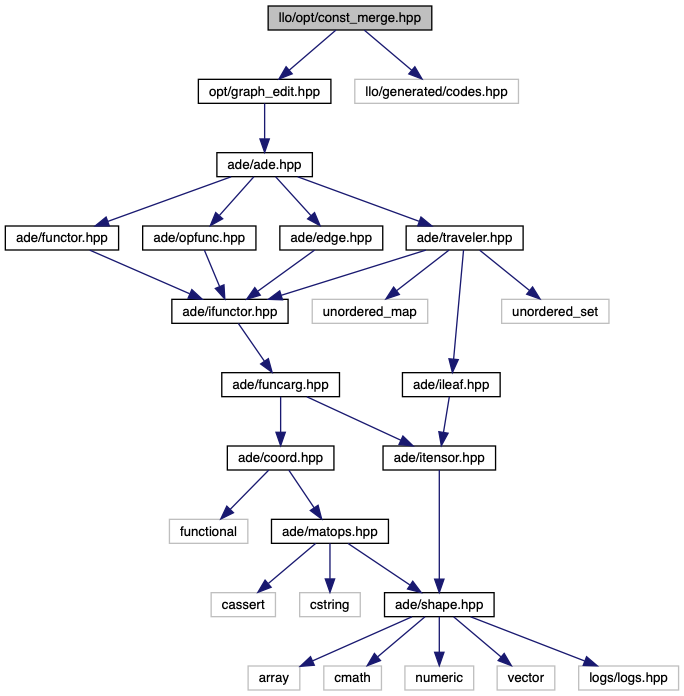 llo/opt/const_merge.hpp
opt/graph_edit.hpp
llo/generated/codes.hpp
ade/ade.hpp
ade/functor.hpp
ade/opfunc.hpp
ade/edge.hpp
ade/traveler.hpp
ade/ifunctor.hpp
unordered_map
unordered_set
ade/funcarg.hpp
ade/ileaf.hpp
ade/coord.hpp
ade/itensor.hpp
functional
ade/matops.hpp
cassert
cstring
ade/shape.hpp
array
cmath
numeric
vector
logs/logs.hpp